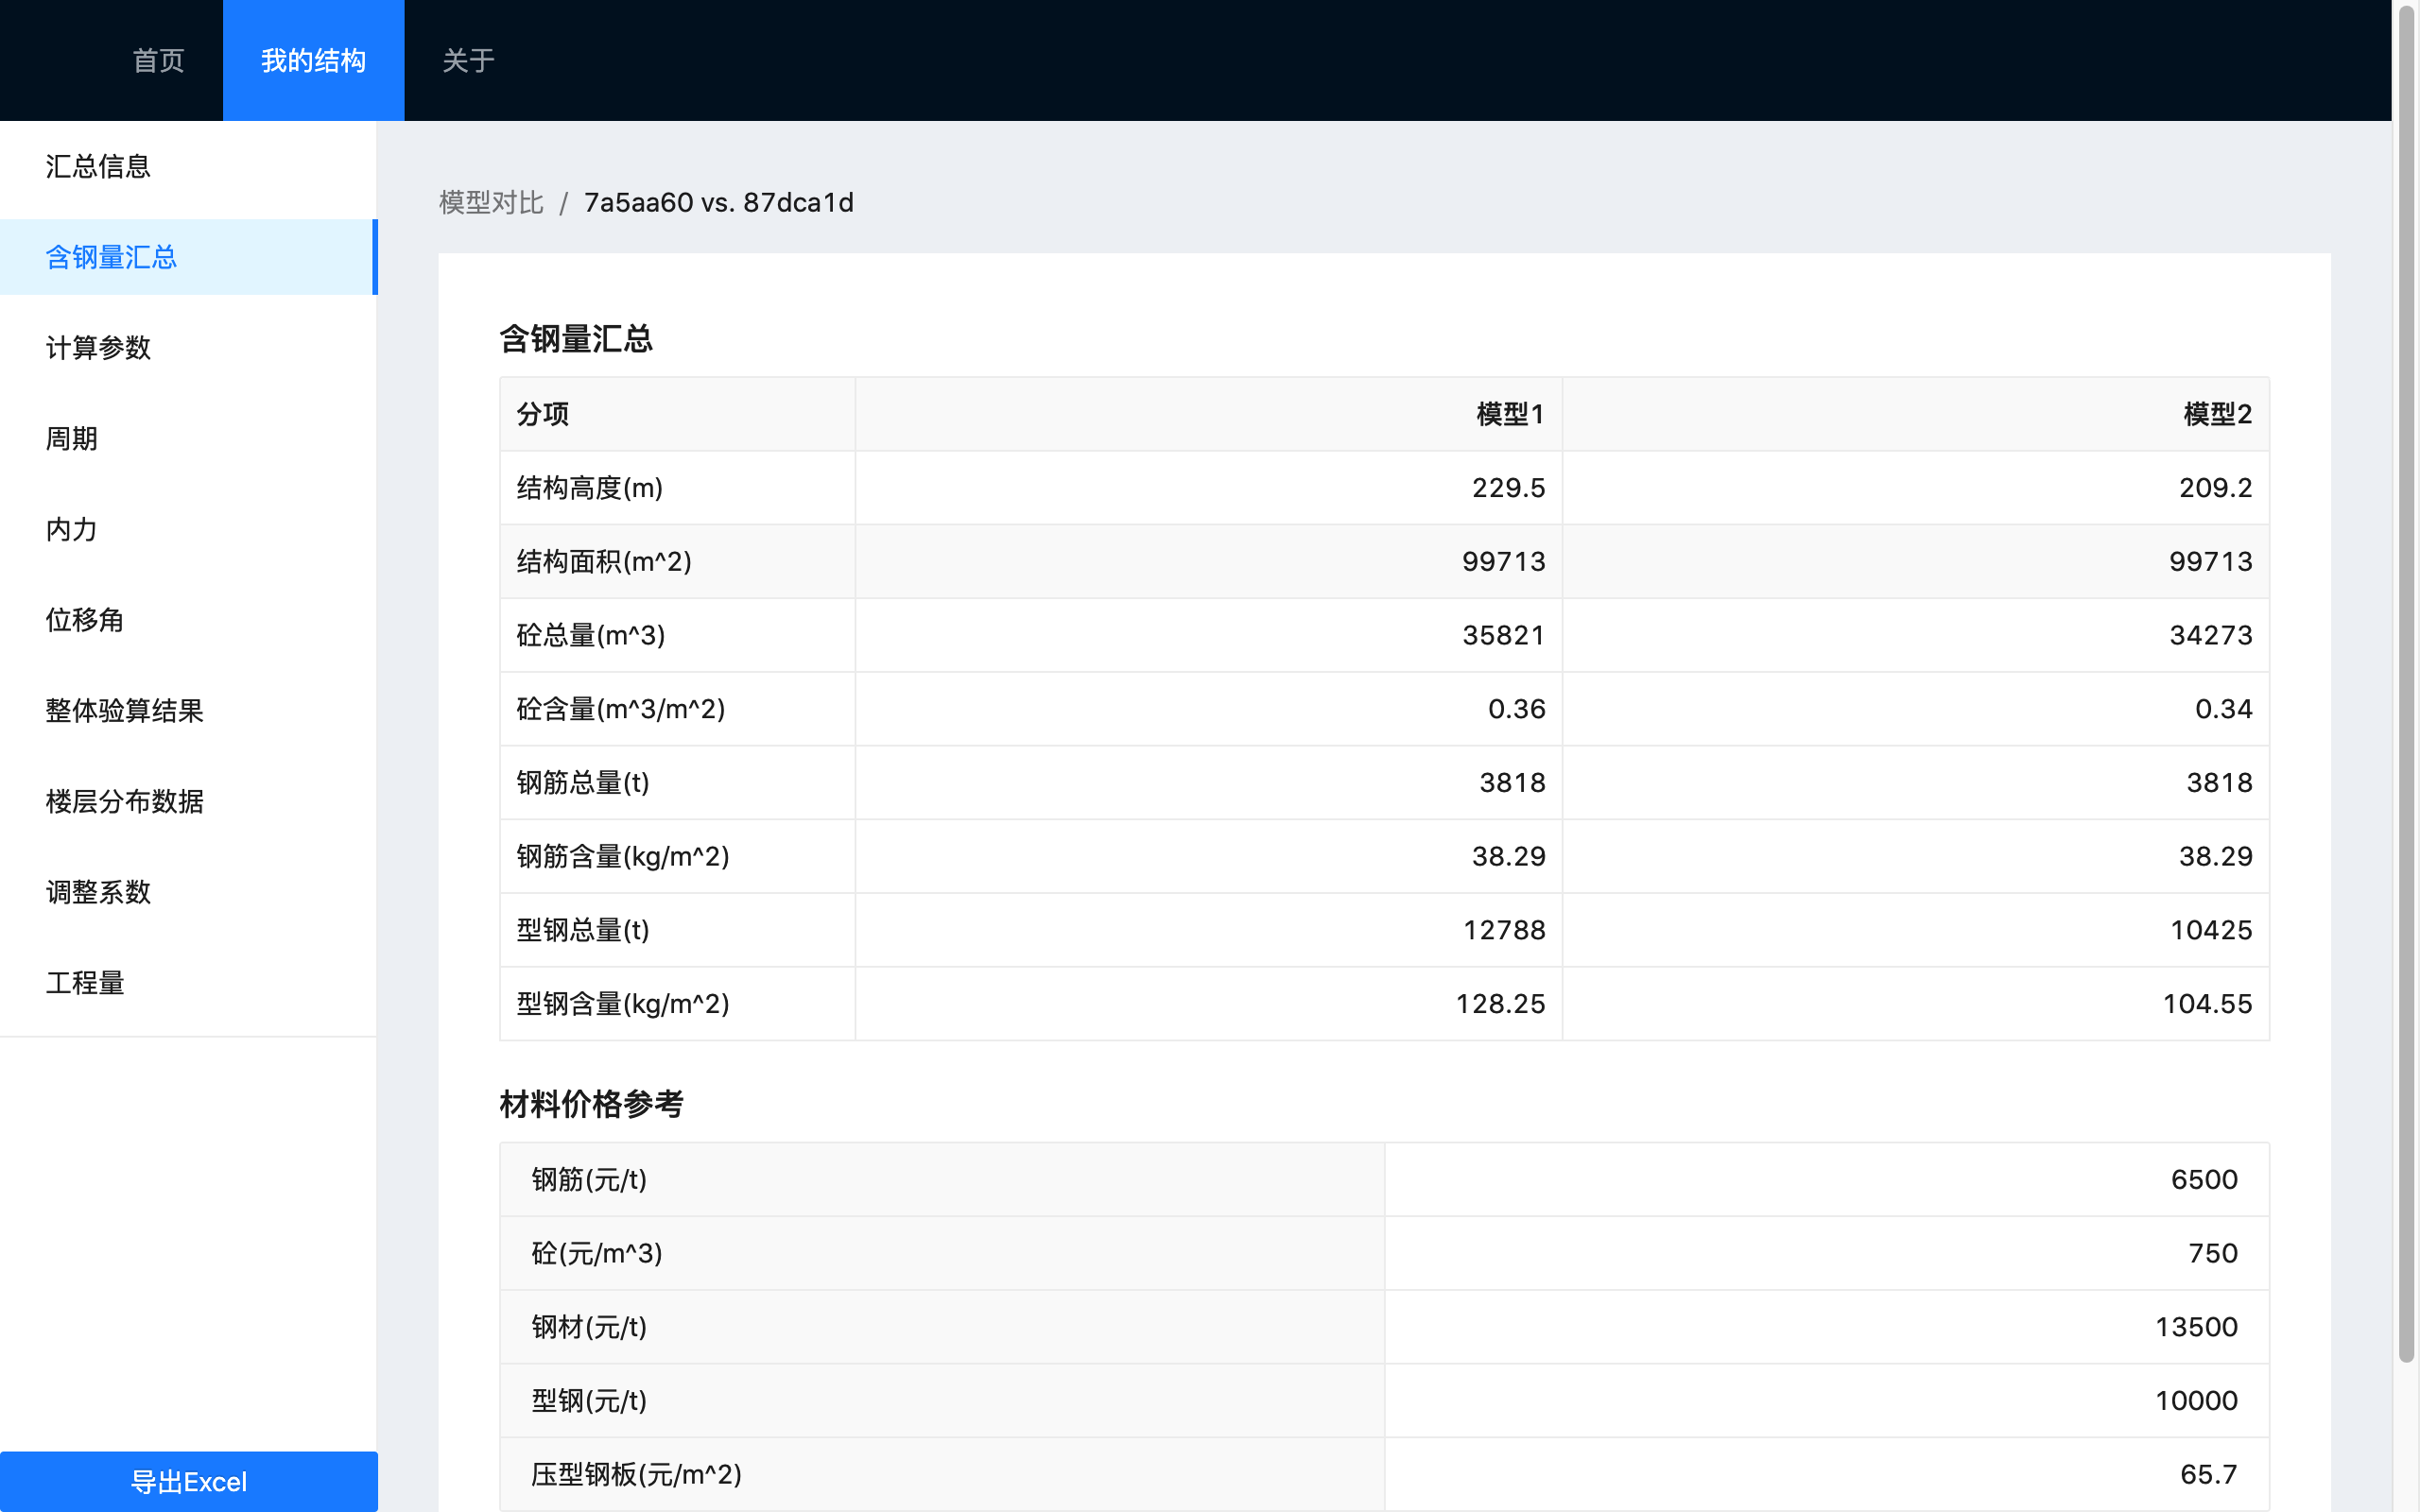 首页 我的结构 关于
汇总信息
含钢量汇总
计算参数
周期
内力
位移角
整体验算结果
楼层分布数据
调整系数
工程量
导出Excel
模型对比 / 7a5aa60 vs. 87dca1d
含钢量汇总
分项 模型1 模型2
结构高度(m) 229.5 209.2
结构面积(m^2) 99713 99713
砼总量(m^3) 35821 34273
砼含量(m^3/m^2) 0.36 0.34
钢筋总量(t) 3818 3818
钢筋含量(kg/m^2) 38.29 38.29
型钢总量(t) 12788 10425
型钢含量(kg/m^2) 128.25 104.55
材料价格参考
钢筋(元/t) 6500
砼(元/m^3) 750
钢材(元/t) 13500
型钢(元/t) 10000
压型钢板(元/m^2) 65.7